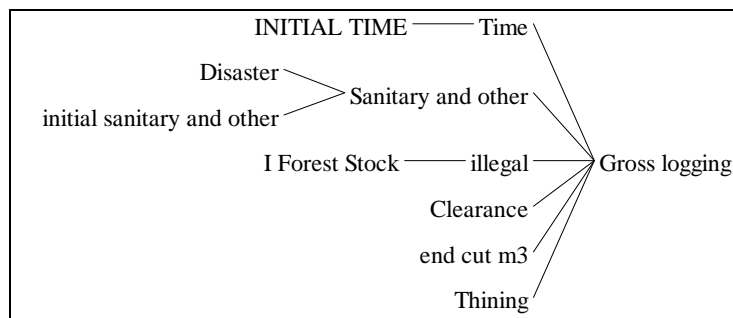 INITIAL TIME Time
Disaster
Sanitary and other
initial sanitary and other
I Forest Stock illegal Gross logging
Clearance
end cut m3
Thining